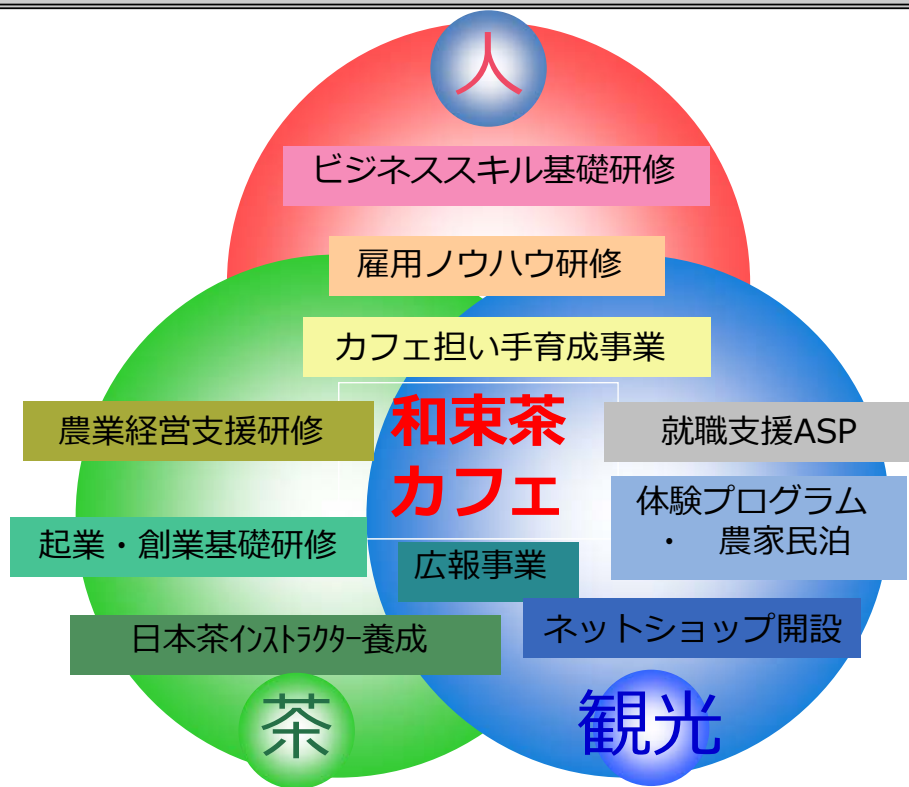 人
ビジネススキル基礎研修
雇用ノウハウ研修
カフェ担い手育成事業
和束茶
カフェ
農業経営支援研修
就職支援ASP
体験プログラム
・　農家民泊
起業・創業基礎研修
広報事業
ネットショップ開設
日本茶ｲﾝｽﾄﾗｸﾀｰ養成
茶
観光